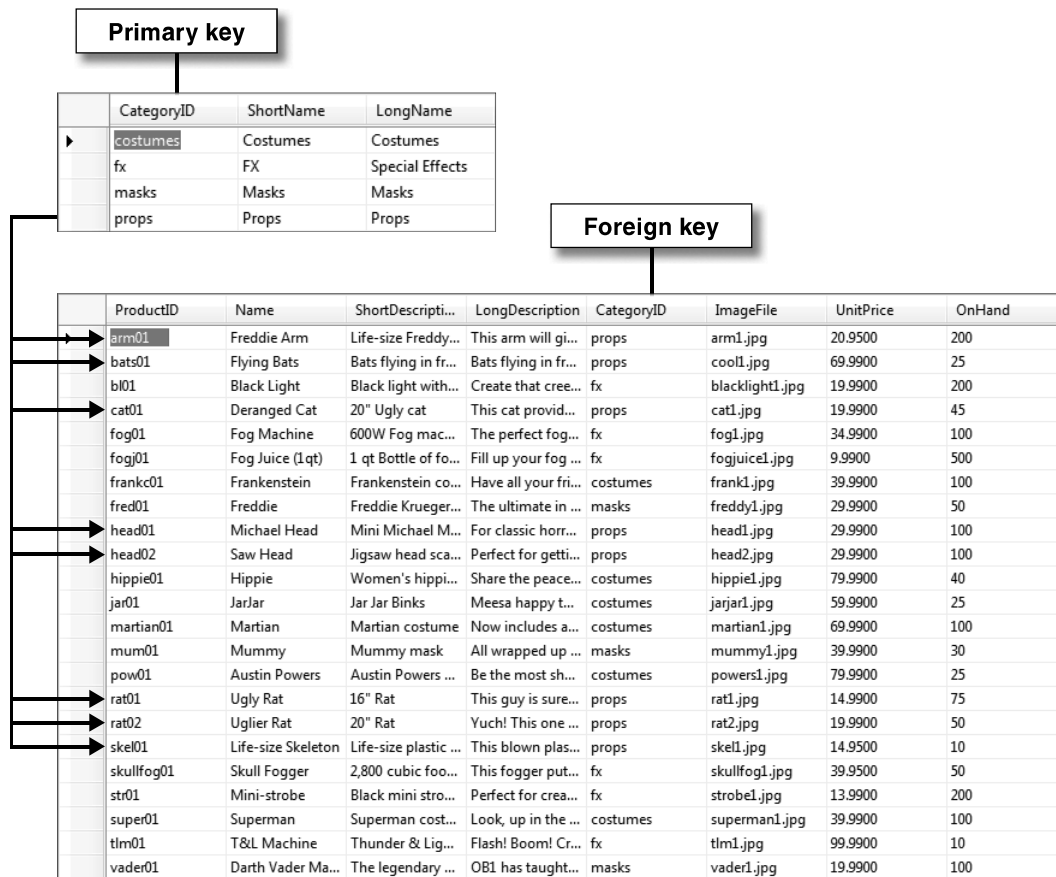 Primary key
CategoryID ShortName LongName
costumes Costumes Costumes
fx FX Special Effects
masks Masks Masks
props Props Props
Foreign key
ProductID Name ShortDescripti... LongDescription CategoryID ImageFile UnitPrice OnHand
arm01 Freddie Arm Life-size Freddy... This arm will gi... props arm1.jpg 20.9500 200
bats01 Flying Bats Bats flying in fr... Bats flying in fr... props cool1.jpg 69.9900 25
bl01 Black Light Black light with... Create that cree... fx blacklight1.jpg 19.9900 200
cat01 Deranged Cat 20" Ugly cat This cat provid... props cat1.jpg 19.9900 45
fog01 Fog Machine 600W Fog mac... The perfect fog... fx fog1.jpg 34.9900 100
fogj01 Fog Juice (1qt) 1 qt Bottle of fo... Fill up your fog ... fx fogjuice1.jpg 9.9900 500
frankc01 Frankenstein Frankenstein co... Have all your fri... costumes frank1.jpg 39.9900 100
fred01 Freddie Freddie Krueger... The ultimate in ... masks freddy1.jpg 29.9900 50
head01 Michael Head Mini Michael M... For classic horr... props head1.jpg 29.9900 100
head02 Saw Head Jigsaw head sca... Perfect for getti... props head2.jpg 29.9900 100
hippie01 Hippie Women's hippi... Share the peace... costumes hippie1.jpg 79.9900 40
jar01 JarJar Jar Jar Binks Meesa happy t... costumes jarjar1.jpg 59.9900 25
martian01 Martian Martian costume Now includes a... costumes martian1.jpg 69.9900 100
mum01 Mummy Mummy mask All wrapped up ... masks mummy1.jpg 39.9900 30
pow01 Austin Powers Austin Powers ... Be the most sh... costumes powers1.jpg 79.9900 25
rat01 Ugly Rat 16" Rat This guy is sure... props rat1.jpg 14.9900 75
rat02 Uglier Rat 20" Rat Yuch! This one ... props rat2.jpg 19.9900 50
skel01 Life-size Skeleton Life-size plastic ... This blown plas... props skel1.jpg 14.9500 10
skullfog01 Skull Fogger 2,800 cubic foo... This fogger put... fx skullfog1.jpg 39.9500 50
str01 Mini-strobe Black mini stro... Perfect for crea... fx strobe1.jpg 13.9900 200
super01 Superman Superman cost... Look, up in the ... costumes superman1.jpg 39.9900 100
tlm01 T&L Machine Thunder & Lig... Flash! Boom! Cr... fx tlm1.jpg 99.9900 10
vader01 Darth Vader Ma... The legendary ... OB1 has taught... masks vader1.jpg 19.9900 100